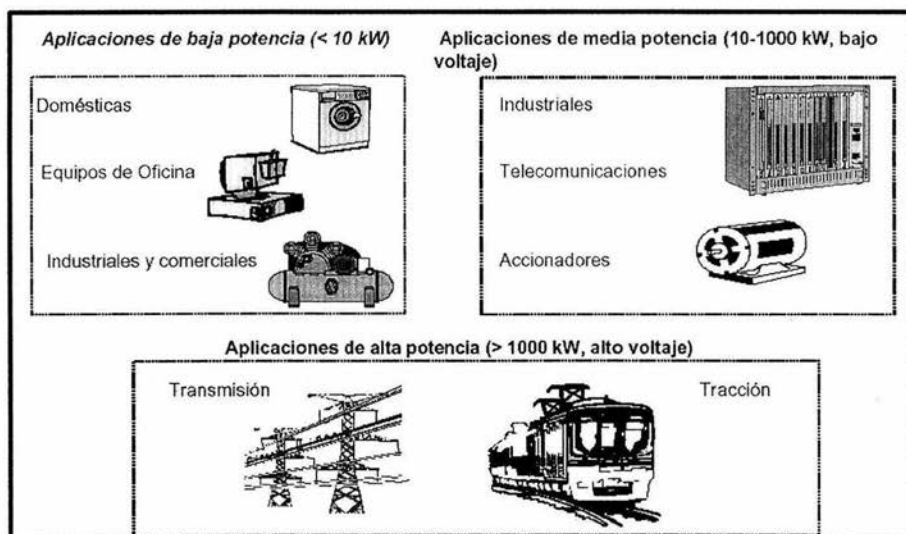 Aplicaciones de baja potencia (< 10 kW)
Domésticas
Equipos de Oficina
Industriales y comerciales
Aplicaciones de media potencia (10-1000 kW, bajo
voltaje)
Industriales
Telecomunicaciones
Accionadores
Aplicaciones de alta potencia (> 1000 kW, alto voltaje)
Transmisión
Tracción